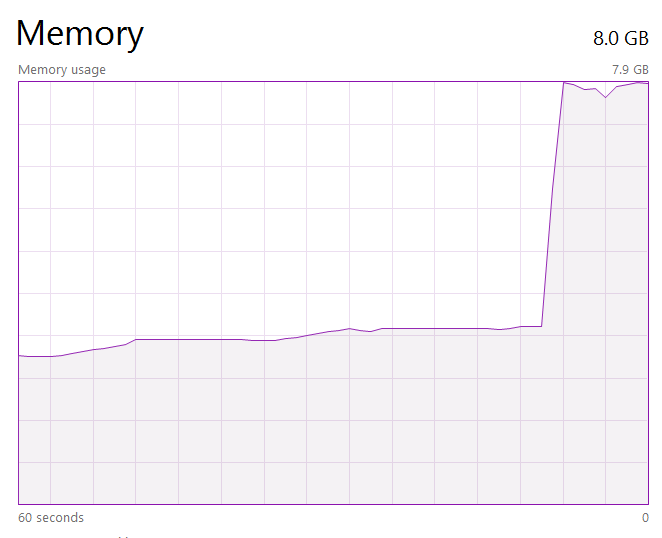 Memory
8.0 GB
Memory usage
7.9 GB
60 seconds
0